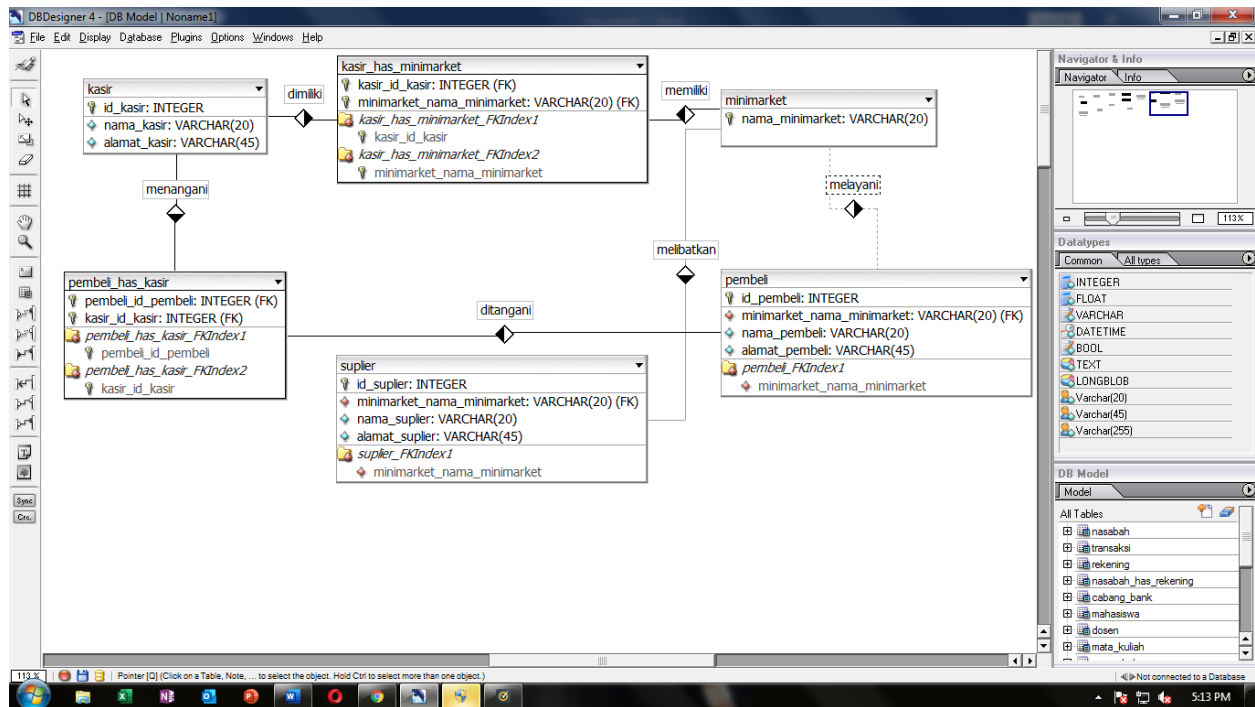 DBDesigner 4 - [DB Model | Noname1]
File Edit Display Database Plugins Options Windows Help
kasir
id_kasir: INTEGER
nama_kasir: VARCHAR(20)
alamat_kasir: VARCHAR(45)
dimiliki
kasir_has_minimarket
kasir_id_kasir: INTEGER (FK)
minimarket_nama_minimarket: VARCHAR(20) (FK)
kasir_has_minimarket_FKIndex1
kasir_id_kasir
kasir_has_minimarket_FKIndex2
minimarket_nama_minimarket
memiliki
minimarket
nama_minimarket: VARCHAR(20)
menangani
melayani
melibatkan
pembeli_has_kasir
pembeli_id_pembeli: INTEGER (FK)
kasir_id_kasir: INTEGER (FK)
pembeli_has_kasir_FKIndex1
pembeli_id_pembeli
pembeli_has_kasir_FKIndex2
kasir_id_kasir
ditangani
suplier
id_suplier: INTEGER
minimarket_nama_minimarket: VARCHAR(20) (FK)
nama_suplier: VARCHAR(20)
alamat_suplier: VARCHAR(45)
suplier_FKIndex1
minimarket_nama_minimarket
pembeli
id_pembeli: INTEGER
minimarket_nama_minimarket: VARCHAR(20) (FK)
nama_pembeli: VARCHAR(20)
alamat_pembeli: VARCHAR(45)
pembeli_FKIndex1
minimarket_nama_minimarket
Navigator & Info
Navigator Info
113%
Datatypes
Common All types
INTEGER
FLOAT
VARCHAR
DATETIME
BOOL
TEXT
LONGBLOB
Varchar(20)
Varchar(45)
Varchar(255)
DB Model
Model
All Tables
nasabah
transaksi
rekening
nasabah_has_rekening
cabang_bank
mahasiswa
dosen
mata_kuliah
Sync
Cre.
113 %
Pointer [Q] (Click on a Table, Note, ... to select the object. Hold Ctrl to select more than one object.)
Not connected to a Database
5:13 PM